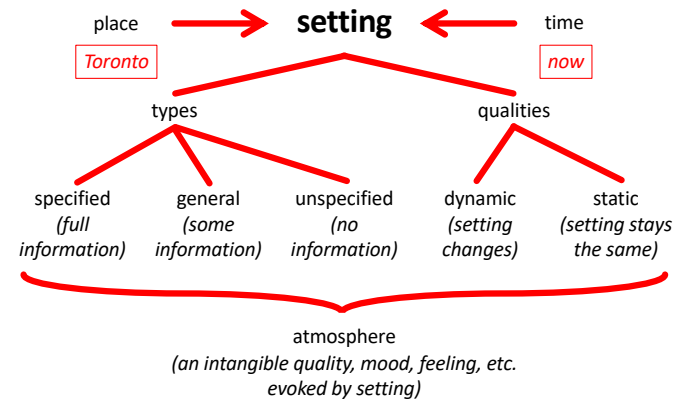 place
setting
time
Toronto
now
types
qualities
specified
(full
information)
general
(some
information)
unspecified
(no
information)
dynamic
(setting
changes)
static
(setting stays
the same)
atmosphere
(an intangible quality, mood, feeling, etc.
evoked by setting)